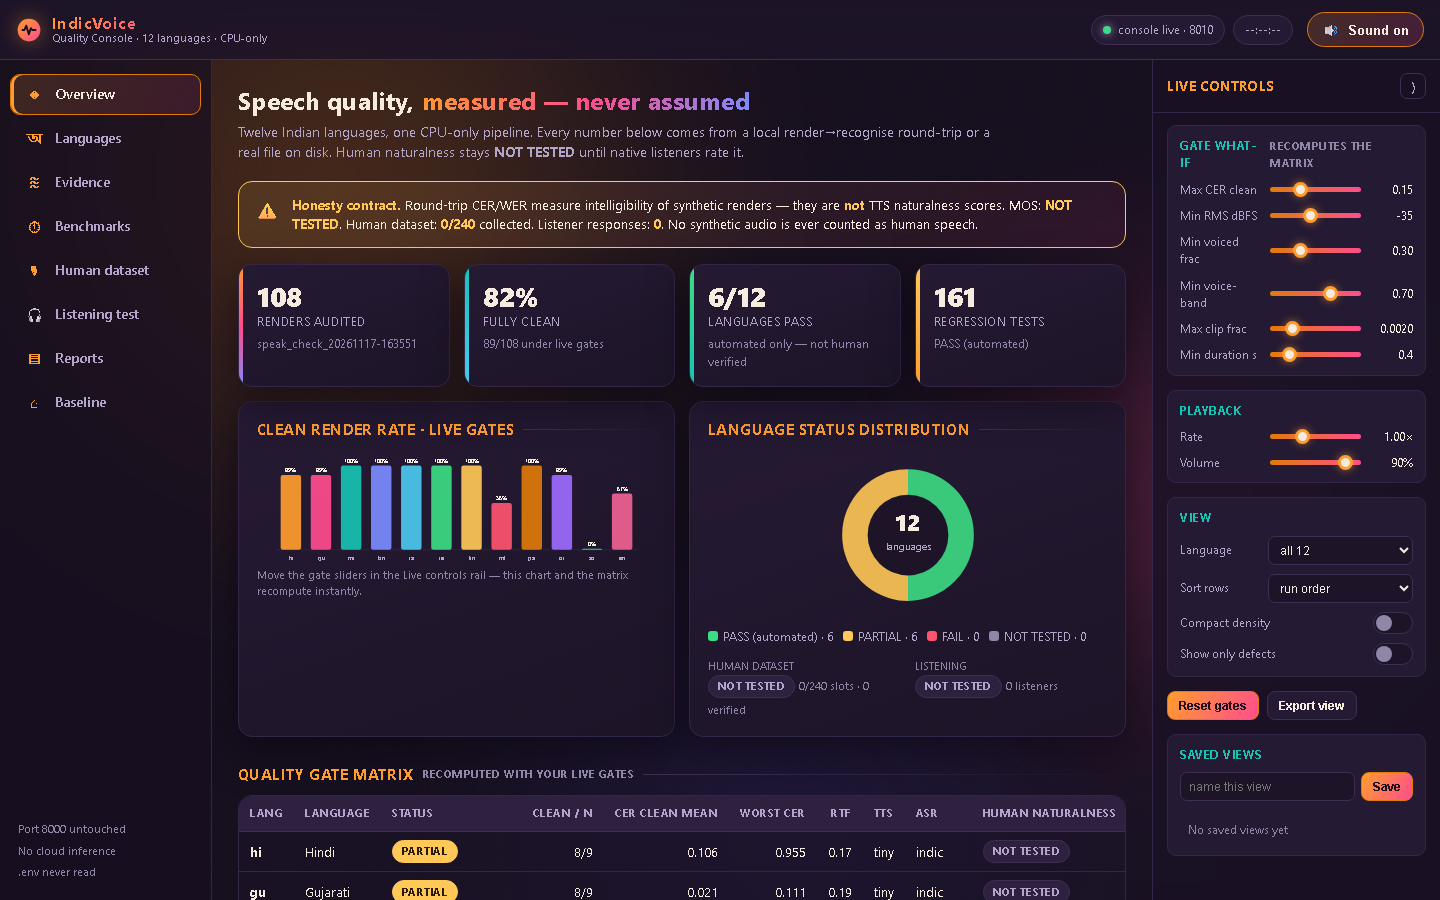 IndicVoice
Quality Console · 12 languages · CPU-only
console live · 8010
--:--:--
Sound on
Overview
Languages
Evidence
Benchmarks
Human dataset
Listening test
Reports
Baseline
Port 8000 untouched
No cloud inference
.env never read
Speech quality, measured — never assumed
Twelve Indian languages, one CPU-only pipeline. Every number below comes from a local render→recognise round-trip or a
real file on disk. Human naturalness stays NOT TESTED until native listeners rate it.
Honesty contract. Round-trip CER/WER measure intelligibility of synthetic renders — they are not TTS naturalness scores. MOS: NOT
TESTED. Human dataset: 0/240 collected. Listener responses: 0. No synthetic audio is ever counted as human speech.
108
RENDERS AUDITED
speak_check_20261117-163551
82%
FULLY CLEAN
89/108 under live gates
6/12
LANGUAGES PASS
automated only — not human
verified
161
REGRESSION TESTS
PASS (automated)
CLEAN RENDER RATE · LIVE GATES
89% 89% 100% 100% 100% 100% 100% 100% 89% 0% 67%
hi gu
Move the gate sliders in the Live controls rail — this chart and the matrix
recompute instantly.
LANGUAGE STATUS DISTRIBUTION
12
languages
PASS (automated) · 6 PARTIAL · 6 FAIL · 0 NOT TESTED · 0
HUMAN DATASET
NOT TESTED 0/240 slots · 0
verified
LISTENING
NOT TESTED 0 listeners
QUALITY GATE MATRIX RECOMPUTED WITH YOUR LIVE GATES
LANG LANGUAGE STATUS CLEAN / N CER CLEAN MEAN WORST CER RTF TTS ASR HUMAN NATURALNESS
hi Hindi PARTIAL 8/9 0.106 0.955 0.17 tiny indic NOT TESTED
gu Gujarati PARTIAL 8/9 0.021 0.111 0.19 tiny indic NOT TESTED
LIVE CONTROLS
GATE WHAT-
IF
RECOMPUTES THE
MATRIX
Max CER clean 0.15
Min RMS dBFS -35
Min voiced
frac 0.30
Min voice-
band 0.70
Max clip frac 0.0020
Min duration s 0.4
PLAYBACK
Rate 1.00×
Volume 90%
VIEW
Language all 12
Sort rows run order
Compact density
Show only defects
Reset gates Export view
SAVED VIEWS
name this view Save
No saved views yet